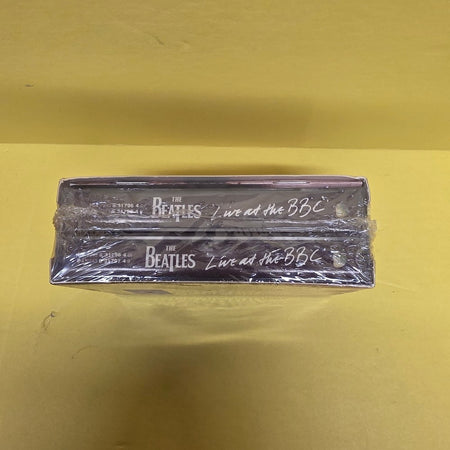 THE
BEATLES Live at the BBC
THE
BEATLES Live at the BBC